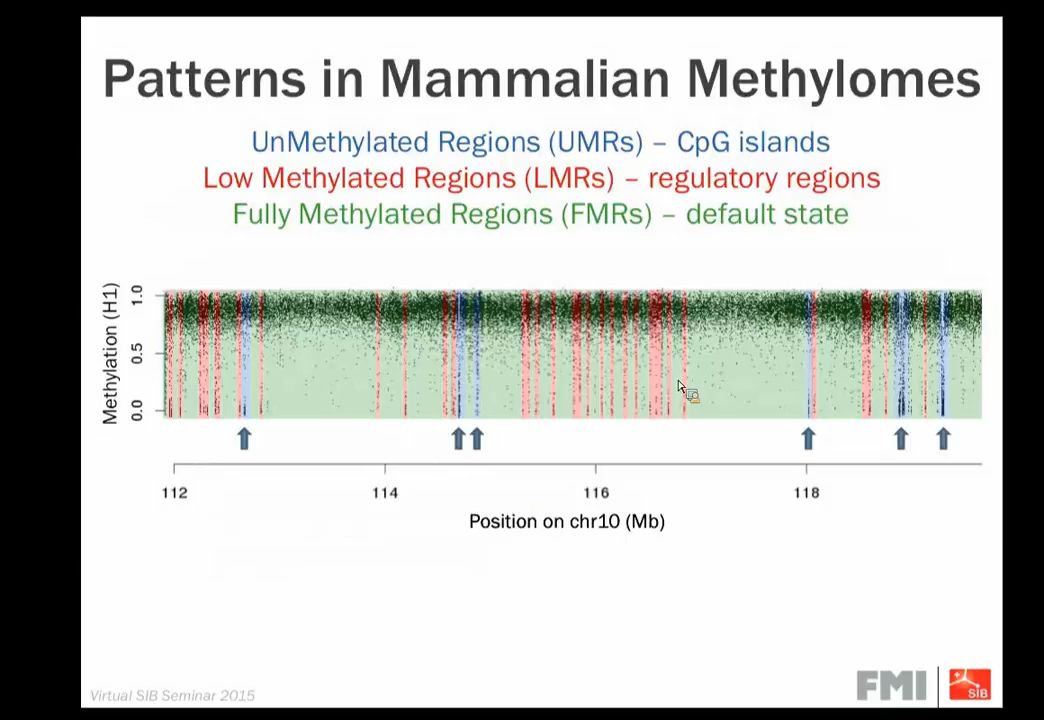 Patterns in Mammalian Methylomes
UnMethylated Regions (UMRs) – CpG islands
Low Methylated Regions (LMRs) – regulatory regions
Fully Methylated Regions (FMRs) – default state
Methylation (H1)
1.0
0.5
0.0
112 114 116 118
Position on chr10 (Mb)
Virtual SIB Seminar 2015
FMI
SIB